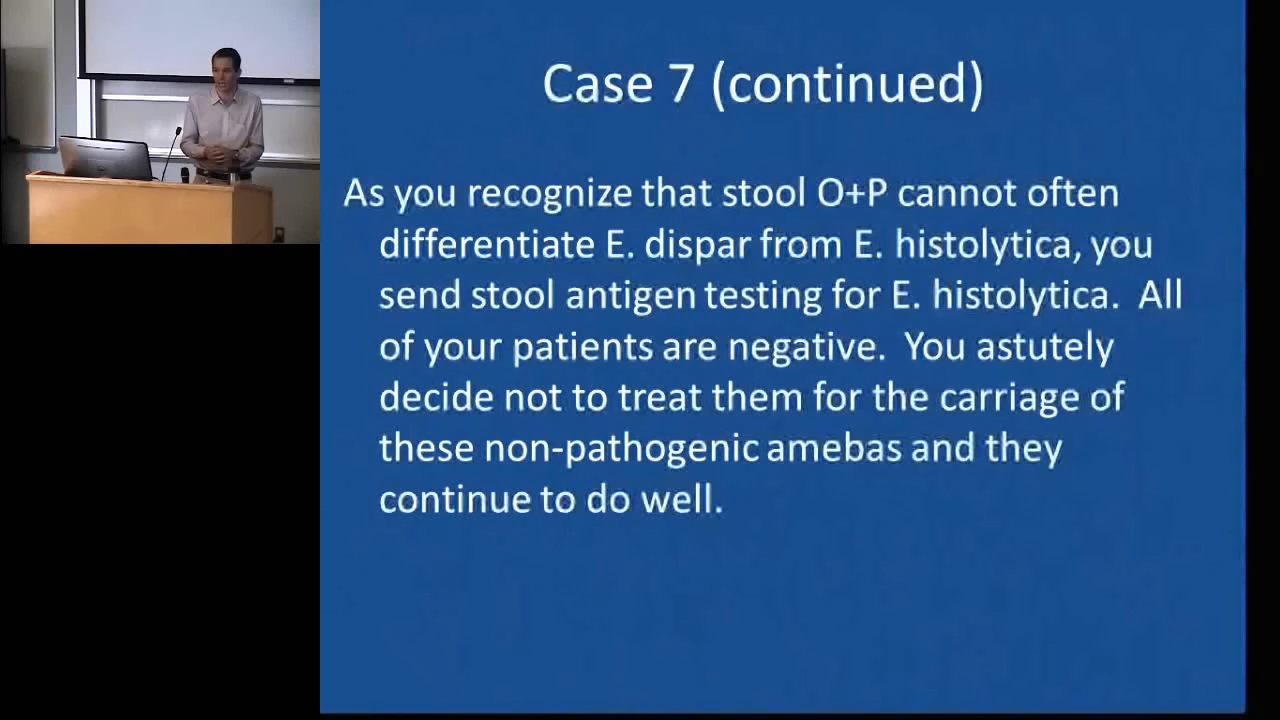 Case 7 (continued)
As you recognize that stool O+P cannot often
differentiate E. dispar from E. histolytica, you
send stool antigen testing for E. histolytica.  All
of your patients are negative.  You astutely
decide not to treat them for the carriage of
these non-pathogenic amebas and they
continue to do well.